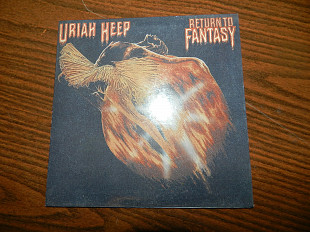 URIAH HEEP
RETURN TO
FANTASY